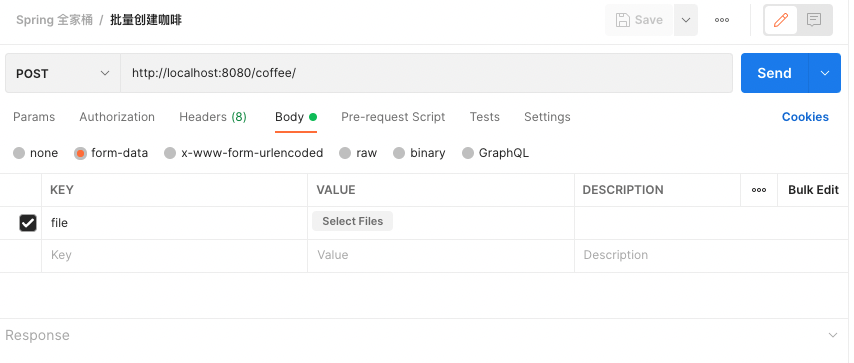 Spring 全家桶 / 批量创建咖啡 Save ooo
POST http://localhost:8080/coffee/ Send
Params Authorization Headers (8) Body Pre-request Script Tests Settings Cookies
none form-data x-www-form-urlencoded raw binary GraphQL
KEY VALUE DESCRIPTION ooo Bulk Edit
file Select Files
Key Value Description
Response